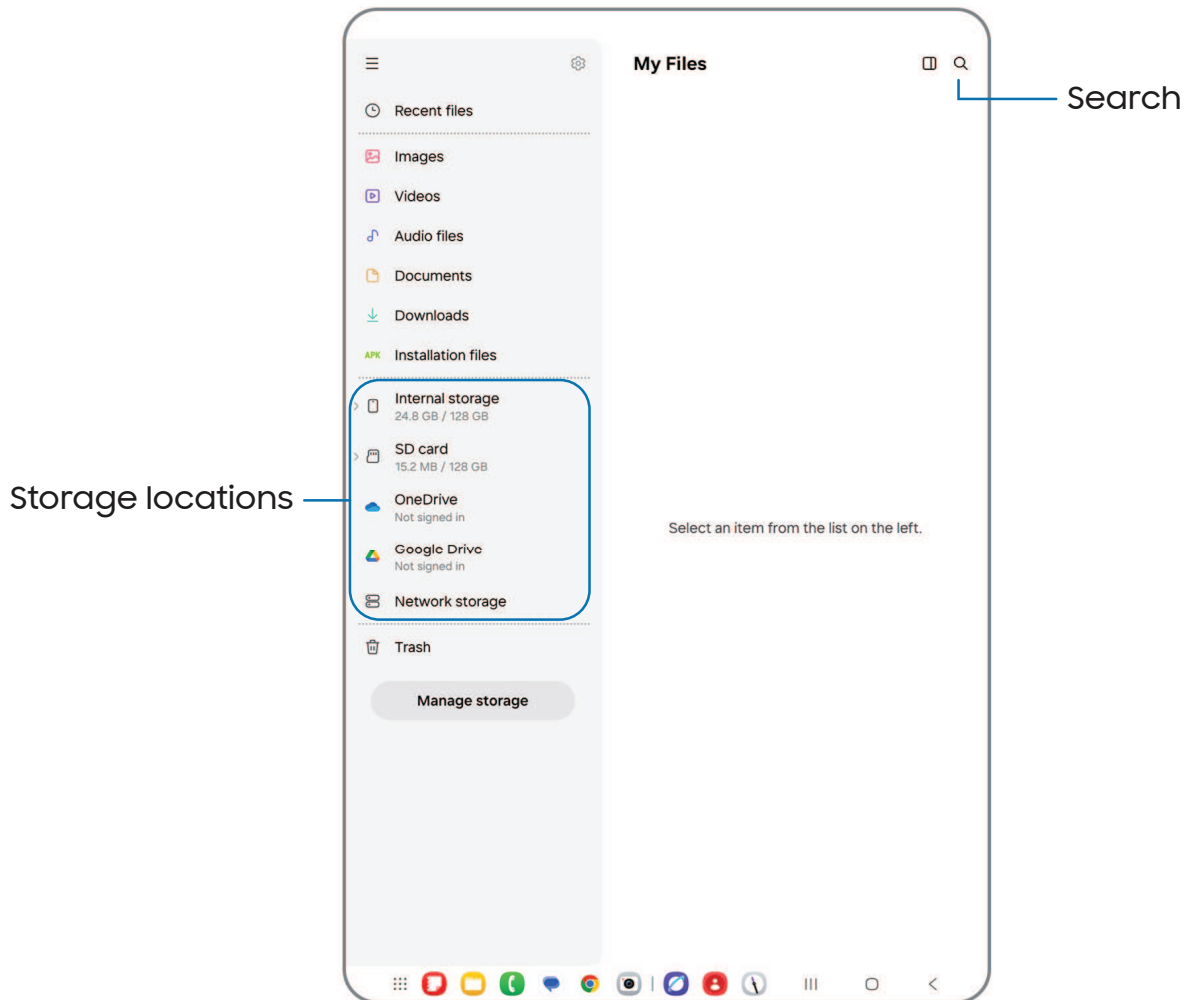 My Files
Search
Recent files
Images
Videos
Audio files
Documents
Downloads
APK Installation files
Internal storage
24.8 GB / 128 GB
SD card
15.2 MB / 128 GB
Storage locations
OneDrive
Not signed in
Select an item from the list on the left.
Google Drive
Not signed in
Network storage
Trash
Manage storage